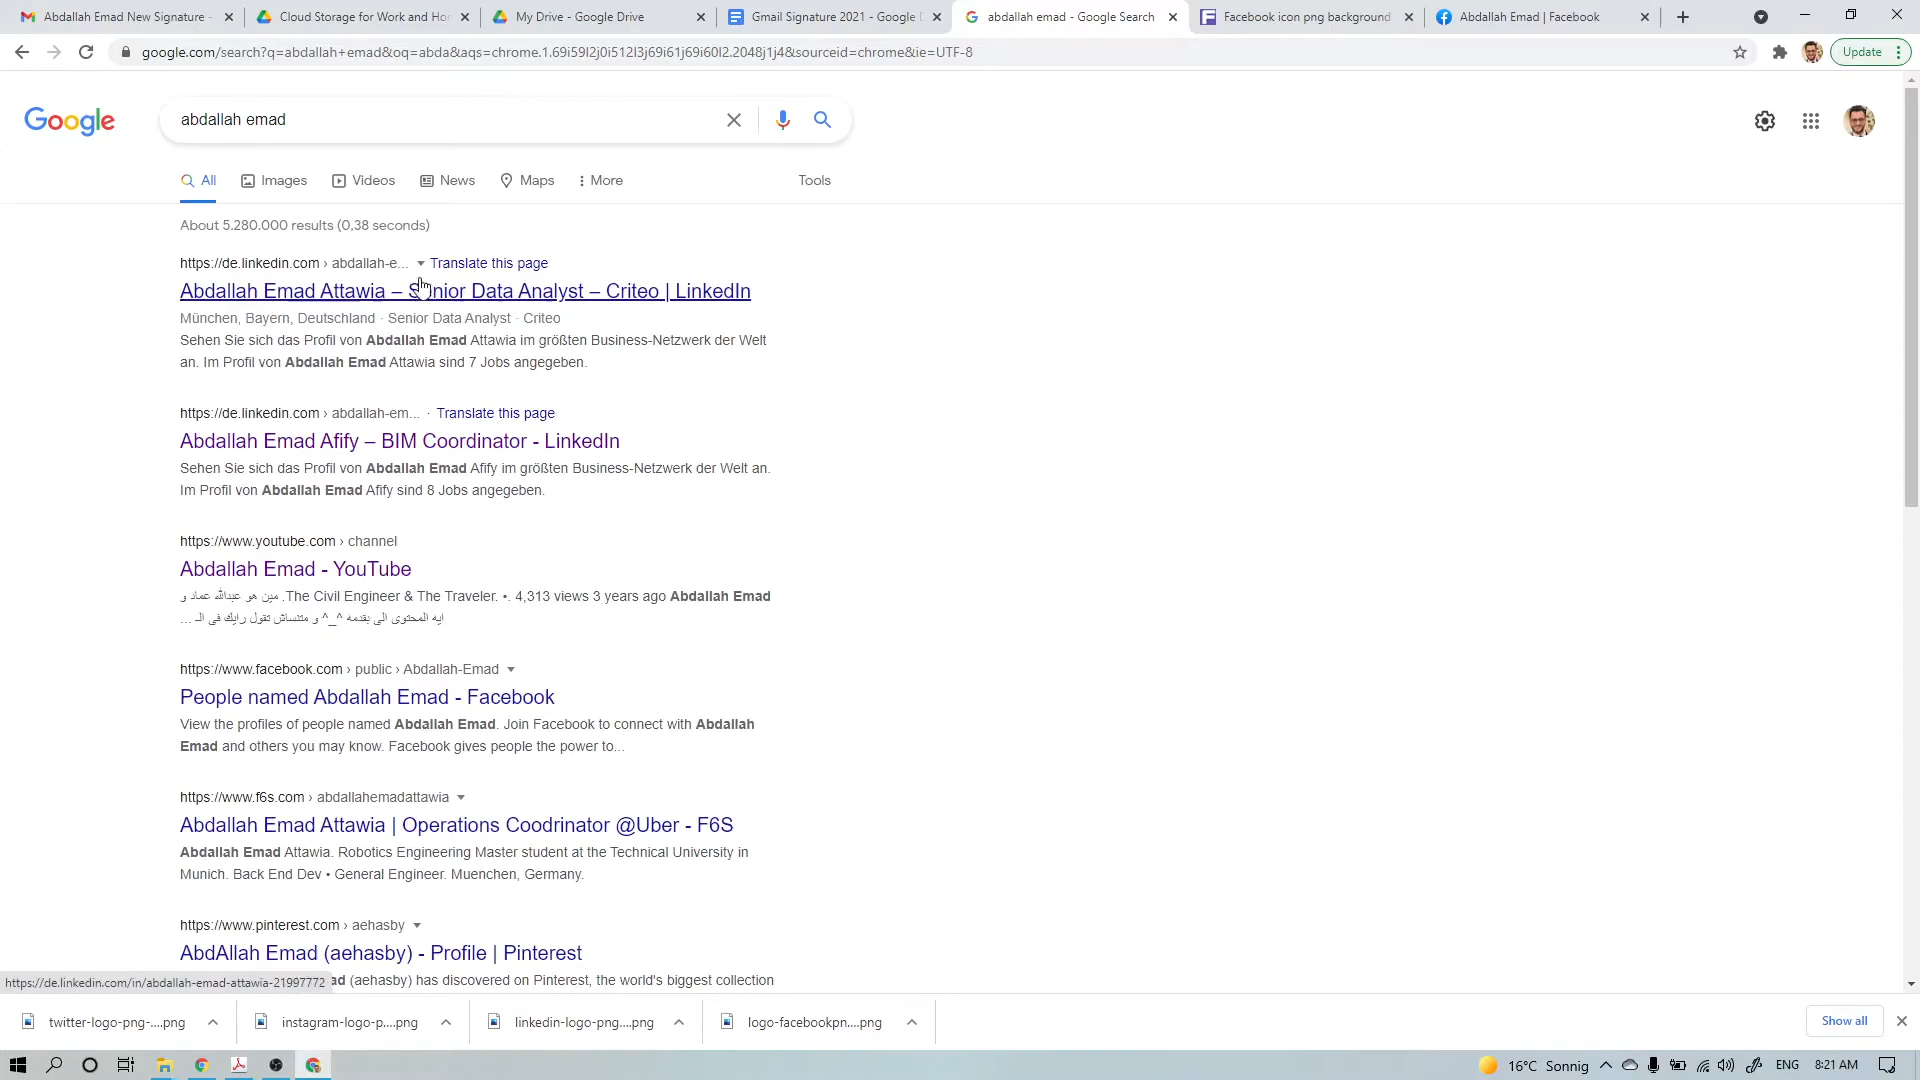 Abdallah Emad New Signature -
Cloud Storage for Work and Hor
My Drive - Google Drive
Gmail Signature 2021 - Google D
abdallah emad - Google Search
Facebook icon png background
Abdallah Emad | Facebook
google.com/search?q=abdallah+emad&oq=abda&aqs=chrome.1.69i59l2j0i512l3j69i61j69i60l2.2048j1j4&sourceid=chrome&ie=UTF-8
Update
Google
abdallah emad
All
Images
Videos
News
Maps
More
Tools
About 5.280.000 results (0,38 seconds)
https://de.linkedin.com › abdallah-e... Translate this page
Abdallah Emad Attawia – Senior Data Analyst – Criteo | LinkedIn
München, Bayern, Deutschland · Senior Data Analyst · Criteo
Sehen Sie sich das Profil von Abdallah Emad Attawia im größten Business-Netzwerk der Welt
an. Im Profil von Abdallah Emad Attawia sind 7 Jobs angegeben.
https://de.linkedin.com › abdallah-em... · Translate this page
Abdallah Emad Afify – BIM Coordinator - LinkedIn
Sehen Sie sich das Profil von Abdallah Emad Afify im größten Business-Netzwerk der Welt an.
Im Profil von Abdallah Emad Afify sind 8 Jobs angegeben.
https://www.youtube.com › channel
Abdallah Emad - YouTube
مين هو عبدالله عماد و .The Civil Engineer & The Traveler. •. 4,313 views 3 years ago Abdallah Emad
ايه المحتوى الى بقدمه ^_^ و متنساش تقول رايك فى الـ ...
https://www.facebook.com › public › Abdallah-Emad
People named Abdallah Emad - Facebook
View the profiles of people named Abdallah Emad. Join Facebook to connect with Abdallah
Emad and others you may know. Facebook gives people the power to...
https://www.f6s.com › abdallahemadattawia
Abdallah Emad Attawia | Operations Coodrinator @Uber - F6S
Abdallah Emad Attawia. Robotics Engineering Master student at the Technical University in
Munich. Back End Dev • General Engineer. Muenchen, Germany.
https://www.pinterest.com › aehasby
AbdAllah Emad (aehasby) - Profile | Pinterest
https://de.linkedin.com/in/abdallah-emad-attawia-21997772
ad (aehasby) has discovered on Pinterest, the world's biggest collection
twitter-logo-png-....png
instagram-logo-p....png
linkedin-logo-png....png
logo-facebookpn....png
Show all
16°C Sonnig
ENG
8:21 AM